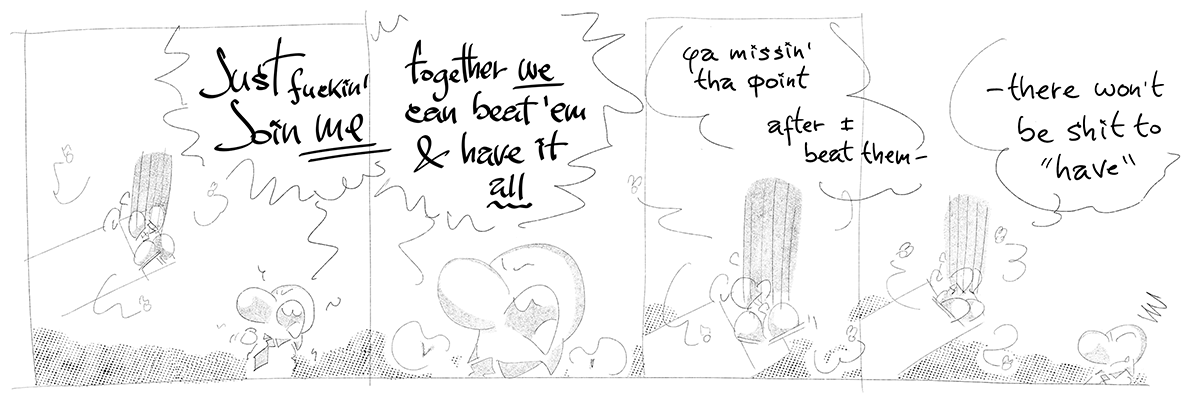 Just fuckin'
Join me
together we
can beat 'em
& have it
all
ya missin'
tha point
after I
beat them-
-there won't
be shit to
"have"